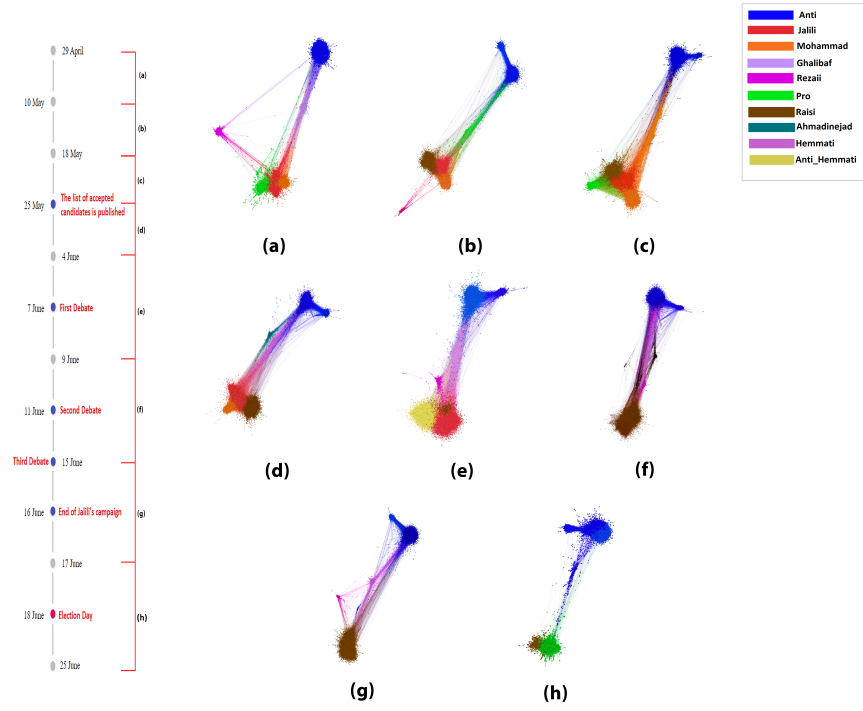 29 April
(a)
10 May
(b)
18 May
(c)
25 May
The list of accepted
candidates is published
(d)
4 June
7 June
First Debate
(e)
9 June
11 June
Second Debate
(f)
Third Debate
15 June
16 June
End of Jalili's campaign
(g)
17 June
18 June
Election Day
(h)
25 June
(a)
(b)
(c)
(d)
(e)
(f)
(g)
(h)
Anti
Jalili
Mohammad
Ghalibaf
Rezaii
Pro
Raisi
Ahmadinejad
Hemmati
Anti_Hemmati